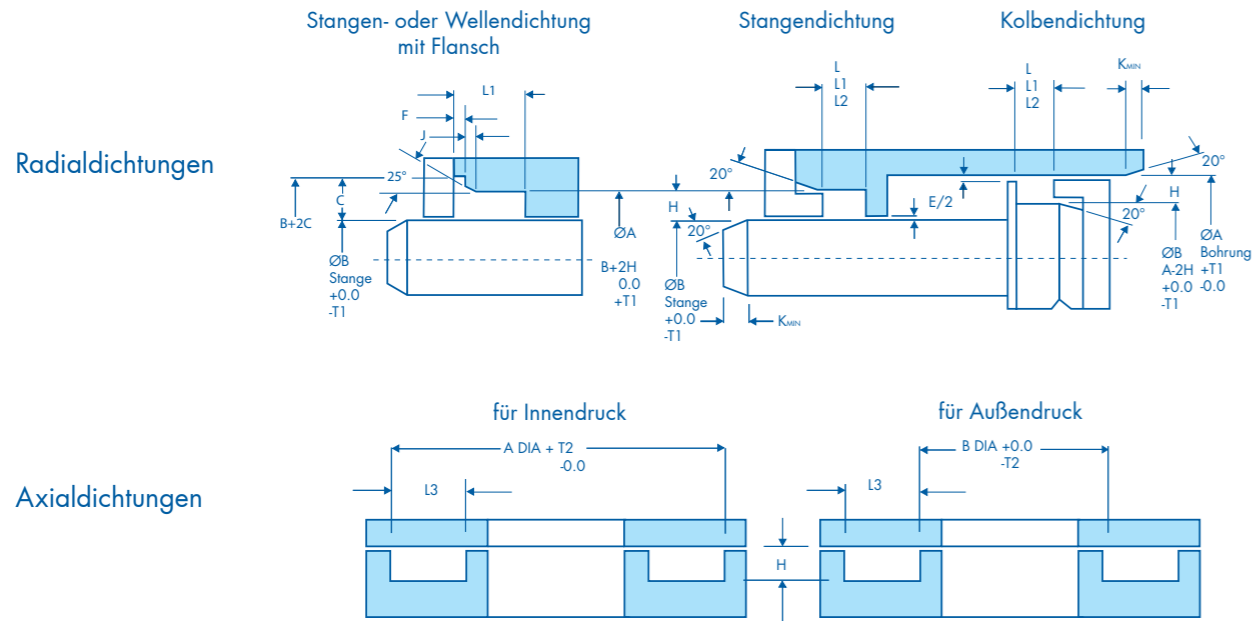 Stangen- oder Wellendichtung
mit Flansch
Stangendichtung
Kolbendichtung
Radialdichtungen
L1
F
J
25°
C
B+2C
ØB
Stange
+0.0
-T1
ØA
B+2H
0.0
+T1
L
L1
L2
20°
H
20°
ØB
Stange
+0.0
-T1
KMIN
E/2
L
L1
L2
KMIN
20°
H
20°
ØB
A-2H
+0.0
-T1
ØA
Bohrung
+T1
-0.0
Axialdichtungen
für Innendruck
A DIA + T2
-0.0
L3
H
für Außendruck
B DIA +0.0
-T2
L3